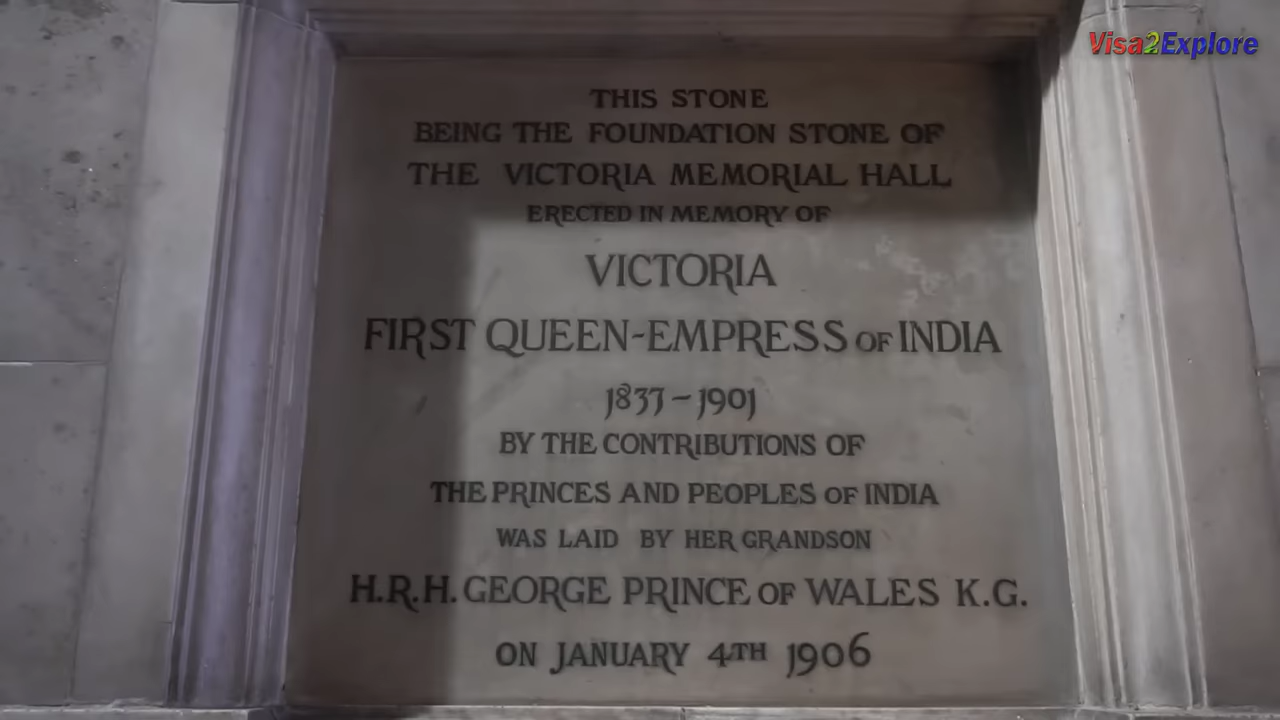 Visa2Explore
THIS STONE
BEING THE FOUNDATION STONE OF
THE VICTORIA MEMORIAL HALL
ERECTED IN MEMORY OF
VICTORIA
FIRST QUEEN-EMPRESS OF INDIA
1837-1901
BY THE CONTRIBUTIONS OF
THE PRINCES AND PEOPLES OF INDIA
WAS LAID BY HER GRANDSON
H.R.H. GEORGE PRINCE OF WALES K.G.
ON JANUARY 4TH 1906